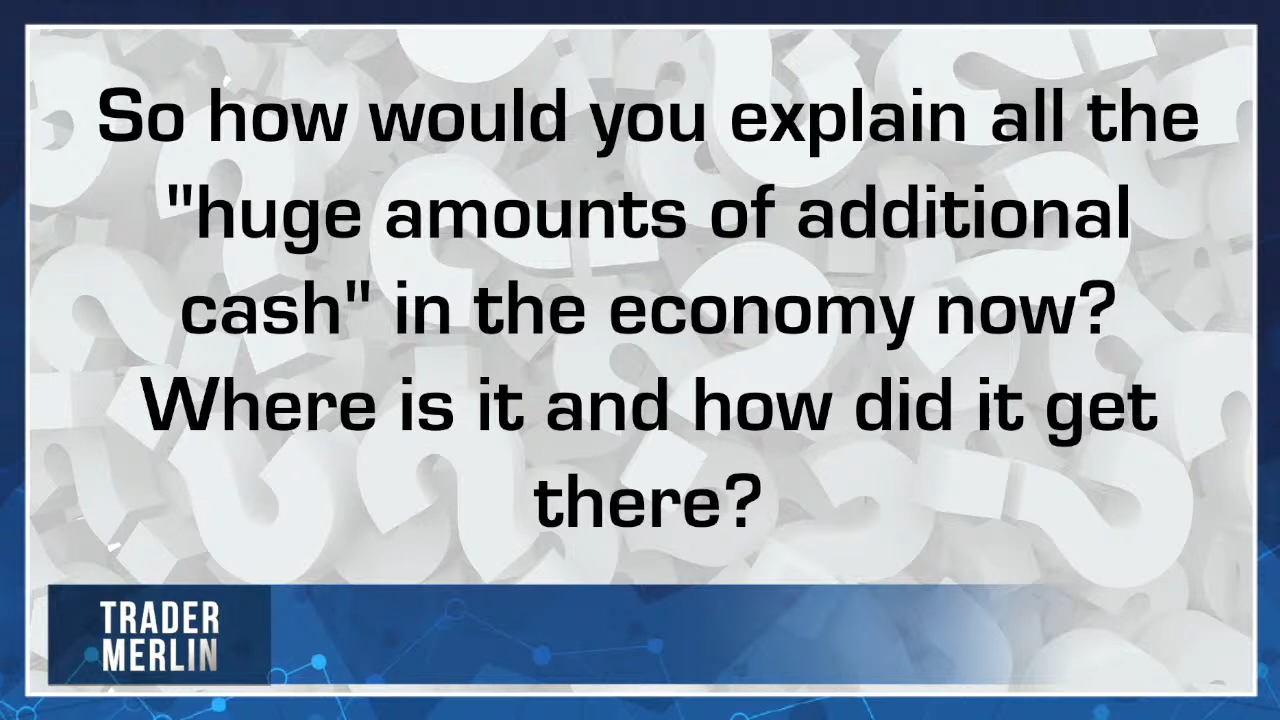 So how would you explain all the
"huge amounts of additional
cash" in the economy now?
Where is it and how did it get
there?
TRADER
MERLIN